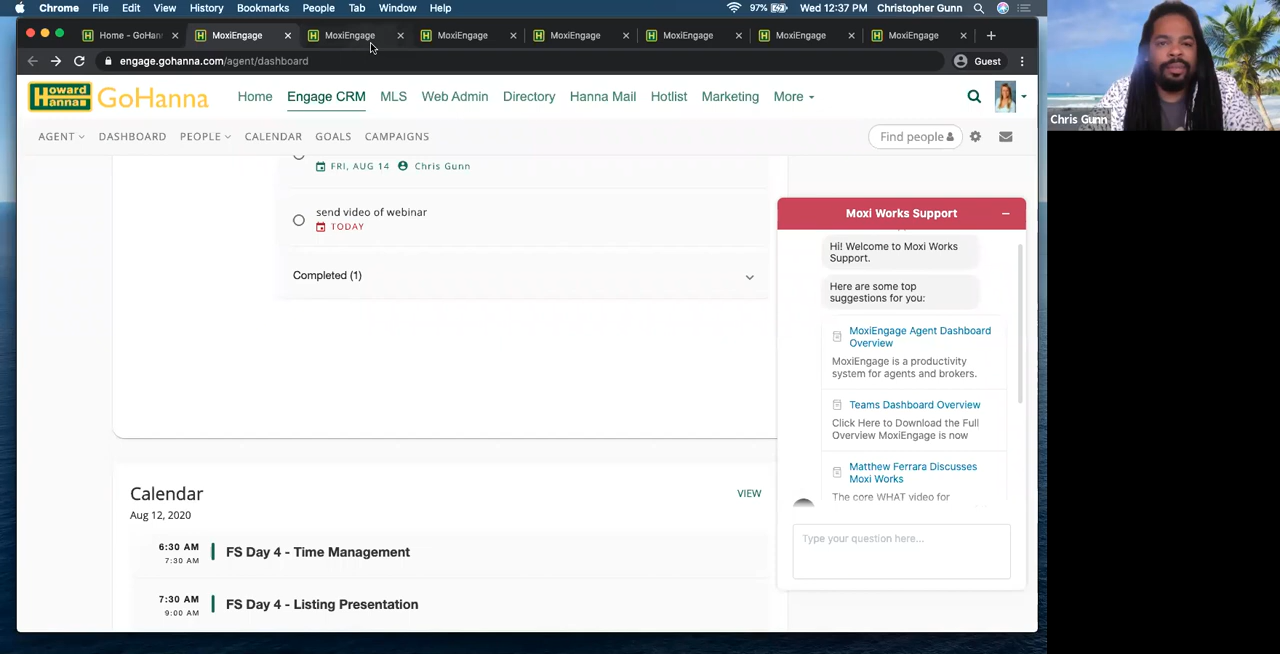 Chrome File Edit View History Bookmarks People Tab Window Help 97% Wed 12:37 PM Christopher Gunn
Home - GoHann MoxiEngage MoxiEngage MoxiEngage MoxiEngage MoxiEngage MoxiEngage MoxiEngage
engage.gohanna.com/agent/dashboard Guest
Howard Hanna GoHanna Home Engage CRM MLS Web Admin Directory Hanna Mail Hotlist Marketing More
AGENT DASHBOARD PEOPLE CALENDAR GOALS CAMPAIGNS Find people
Chris Gunn
FRI, AUG 14 Chris Gunn
send video of webinar
TODAY
Completed (1)
Calendar VIEW
Aug 12, 2020
6:30 AM FS Day 4 - Time Management
7:30 AM
7:30 AM FS Day 4 - Listing Presentation
9:00 AM
Moxi Works Support
Hi! Welcome to Moxi Works
Support.
Here are some top
suggestions for you:
MoxiEngage Agent Dashboard
Overview
MoxiEngage is a productivity
system for agents and brokers.
Teams Dashboard Overview
Click Here to Download the Full
Overview MoxiEngage is now
Matthew Ferrara Discusses
Moxi Works
The core WHAT video for
Type your question here...